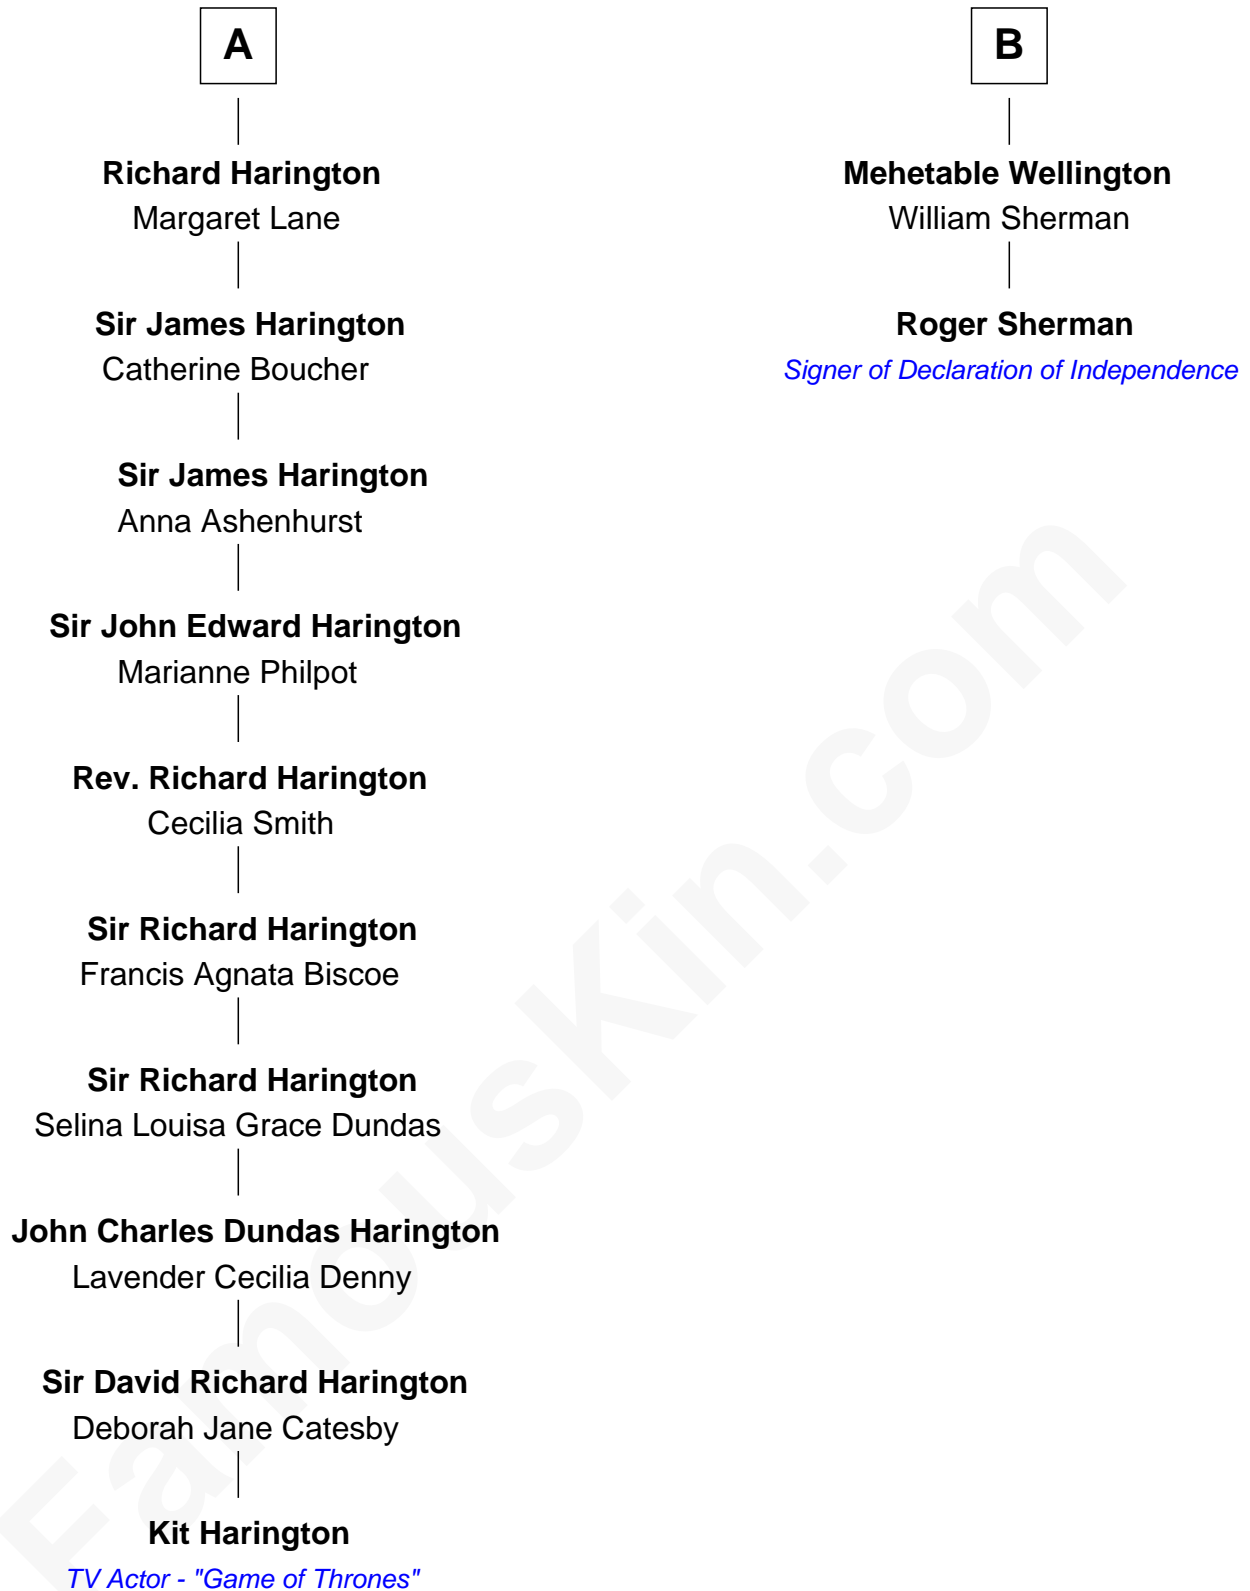 A
Richard Harington
Margaret Lane
Sir James Harington
Catherine Boucher
Sir James Harington
Anna Ashenhurst
Sir John Edward Harington
Marianne Philpot
Rev. Richard Harington
Cecilia Smith
Sir Richard Harington
Francis Agnata Biscoe
Sir Richard Harington
Selina Louisa Grace Dundas
John Charles Dundas Harington
Lavender Cecilia Denny
Sir David Richard Harington
Deborah Jane Catesby
Kit Harington
TV Actor - "Game of Thrones"
B
Mehetable Wellington
William Sherman
Roger Sherman
Signer of Declaration of Independence
FamousKin.com